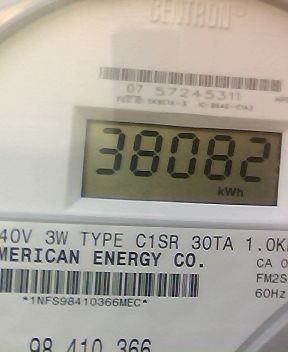 CENTRON®
07 57245311
38082
kWh
40V 3W TYPE C1SR 30TA 1.0K
MERICAN ENERGY CO.
CA 0
FM2S
*1NFS98410366MEC*
60Hz
98 410 366